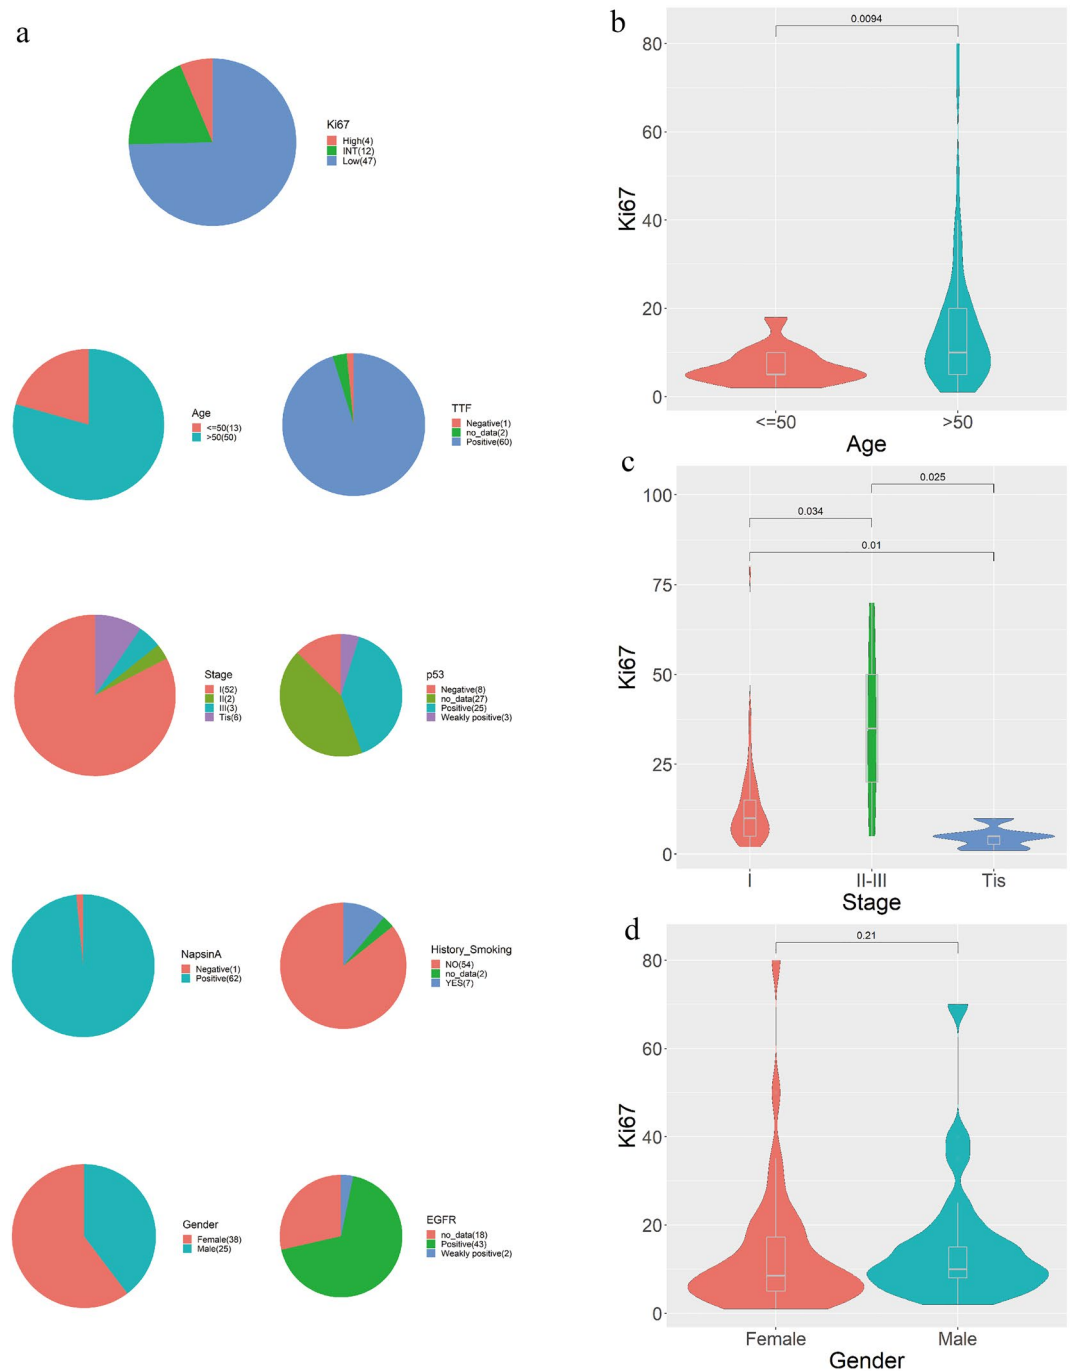 a
Ki67
High(4)
INT(12)
Low(47)
Age
<=50(13)
>50(50)
TTF
Negative(1)
no_data(2)
Positive(60)
Stage
I(52)
II(2)
III(3)
Tis(6)
p53
Negative(8)
no_data(27)
Positive(25)
Weakly positive(3)
NapsinA
Negative(1)
Positive(62)
History_Smoking
NO(54)
no_data(2)
YES(7)
Gender
Female(38)
Male(25)
EGFR
no_data(18)
Positive(43)
Weakly positive(2)
b
0.0094
80
60
40
20
0
Ki67
<=50 >50
Age
c
0.025
0.034
0.01
100
75
50
25
0
Ki67
I II-III Tis
Stage
d
0.21
80
60
40
20
0
Ki67
Female Male
Gender